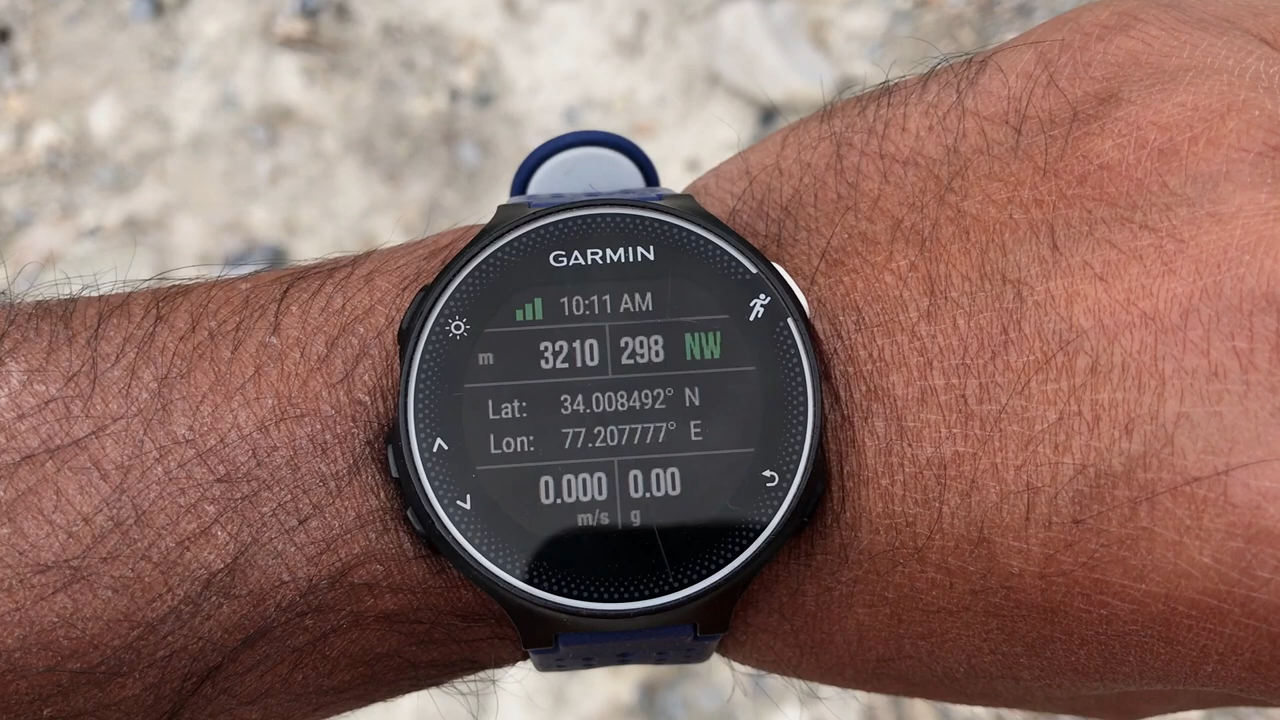 GARMIN
10:11 AM
m 3210 298 NW
Lat: 34.008492° N
Lon: 77.207777° E
0.000 0.00
m/s g